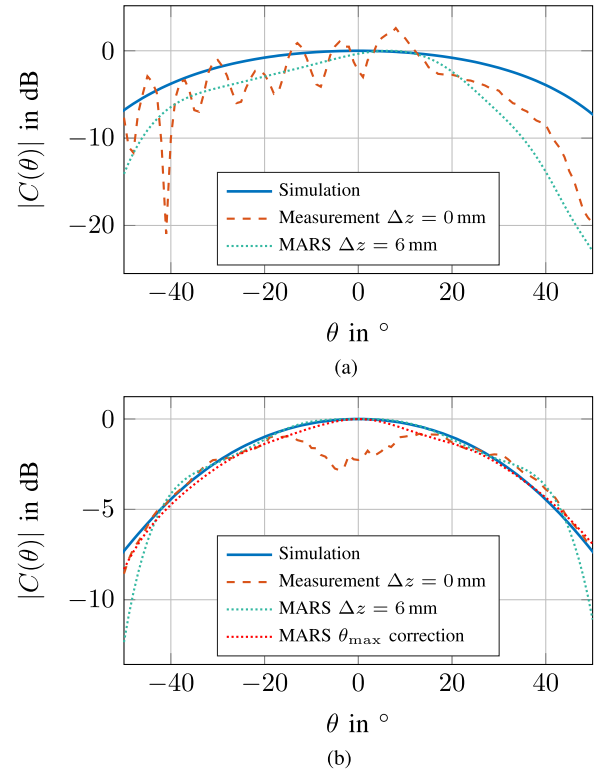 0
−10
−20
|C(θ)| in dB
Simulation
Measurement Δz = 0 mm
MARS Δz = 6 mm
−40 −20 0 20 40
θ in °
(a)
0
−5
−10
|C(θ)| in dB
Simulation
Measurement Δz = 0 mm
MARS Δz = 6 mm
MARS θmax correction
−40 −20 0 20 40
θ in °
(b)